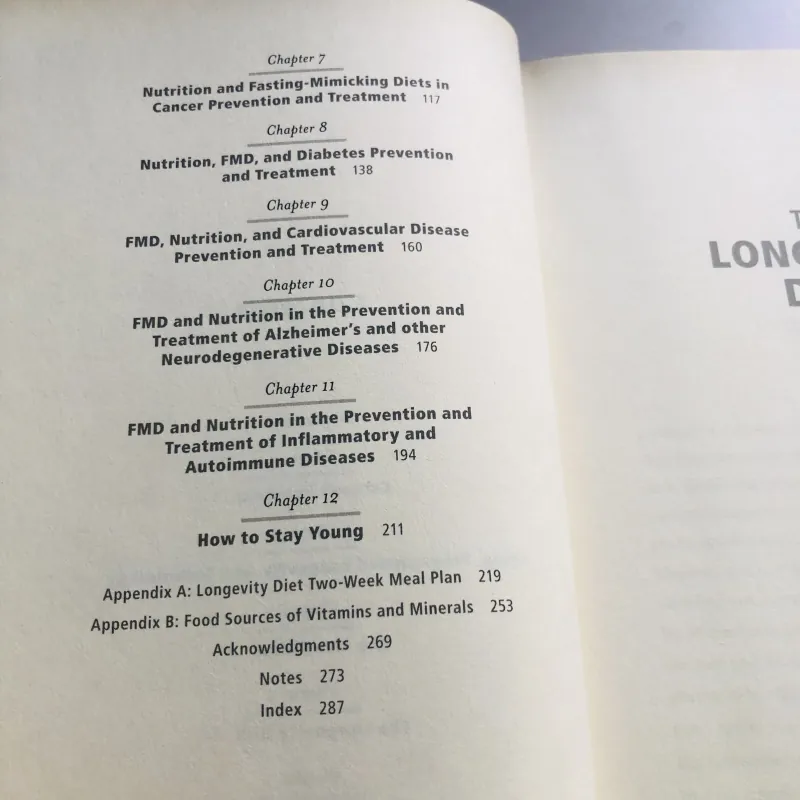 Chapter 7
Nutrition and Fasting-Mimicking Diets in
Cancer Prevention and Treatment 117
Chapter 8
Nutrition, FMD, and Diabetes Prevention
and Treatment 138
Chapter 9
FMD, Nutrition, and Cardiovascular Disease
Prevention and Treatment 160
Chapter 10
FMD and Nutrition in the Prevention and
Treatment of Alzheimer's and other
Neurodegenerative Diseases 176
Chapter 11
FMD and Nutrition in the Prevention and
Treatment of Inflammatory and
Autoimmune Diseases 194
Chapter 12
How to Stay Young 211
Appendix A: Longevity Diet Two-Week Meal Plan 219
Appendix B: Food Sources of Vitamins and Minerals 253
Acknowledgments 269
Notes 273
Index 287